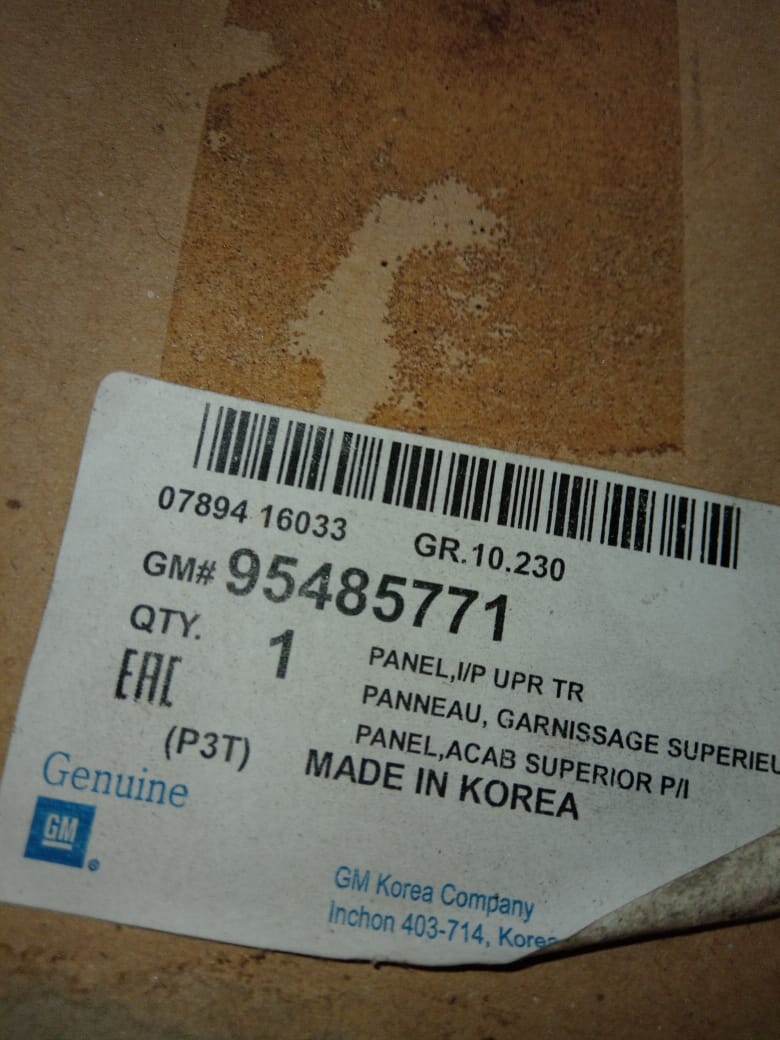 07894 16033 GR.10.230
GM# 95485771
QTY. 1
PANEL,I/P UPR TR
EAC
PANNEAU, GARNISSAGE SUPERIEU
(P3T)
PANEL,ACAB SUPERIOR P/I
MADE IN KOREA
Genuine
GM
GM Korea Company
Inchon 403-714, Korea